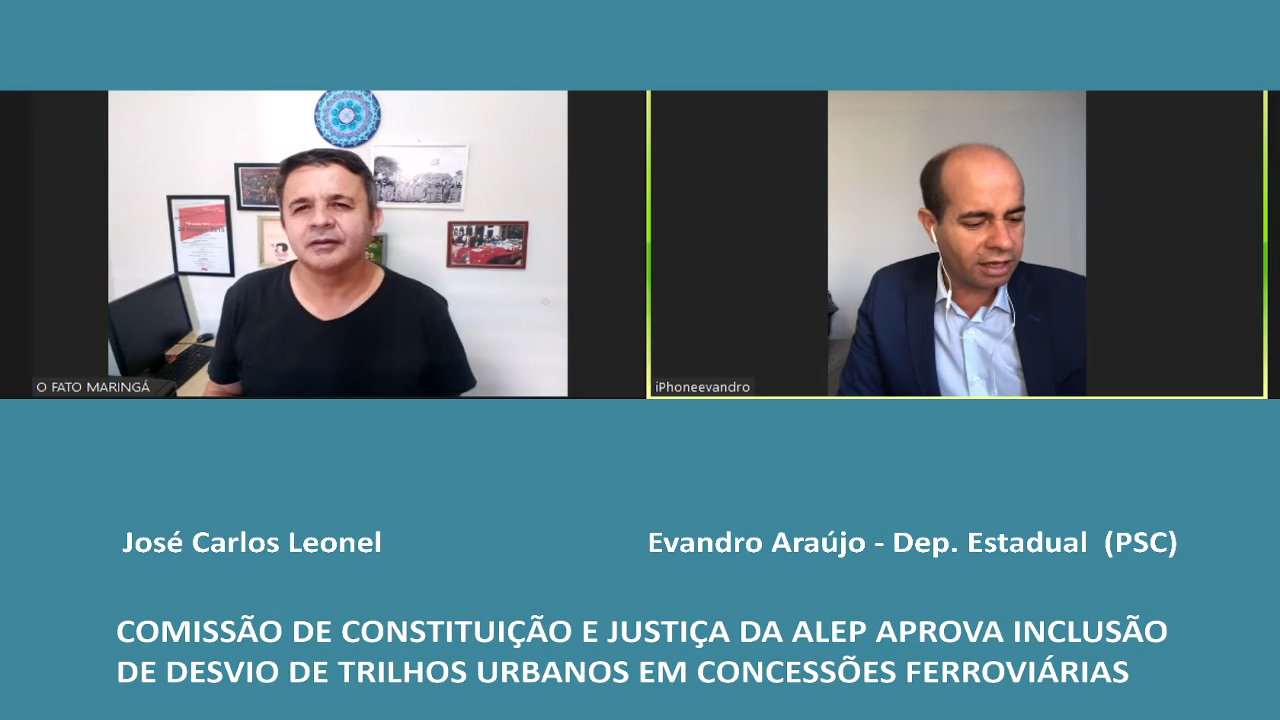 O FATO MARINGÁ
iPhoneevandro
José Carlos Leonel
Evandro Araújo - Dep. Estadual (PSC)
COMISSÃO DE CONSTITUIÇÃO E JUSTIÇA DA ALEP APROVA INCLUSÃO
DE DESVIO DE TRILHOS URBANOS EM CONCESSÕES FERROVIÁRIAS